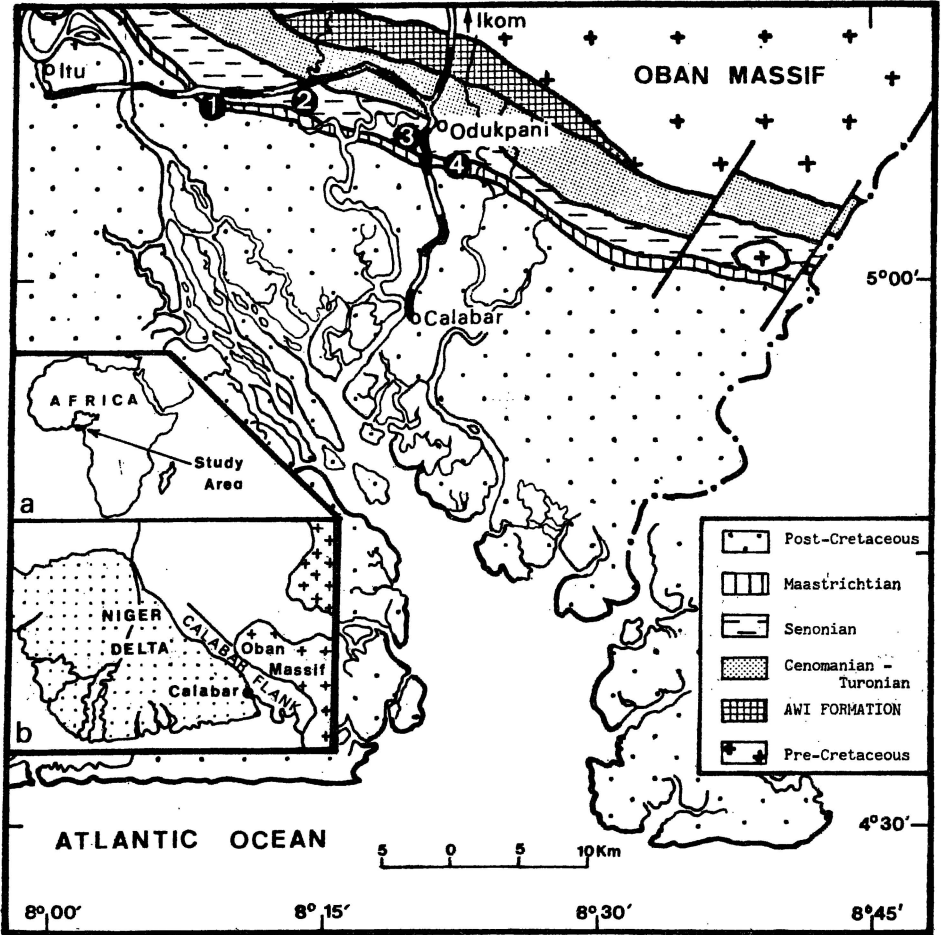 Ikom
Itu
OBAN MASSIF
1
2
Odukpani
3
4
5°00'
Calabar
AFRICA
Study
Area
a
NIGER
DELTA
CALABAR FLANK
Oban
Massif
Calabar
b
Post-Cretaceous
Maastrichtian
Senonian
Cenomanian -
Turonian
AWI FORMATION
Pre-Cretaceous
ATLANTIC OCEAN
4°30'
5 0 5 10Km
8°00' 8°15' 8°30' 8°45'